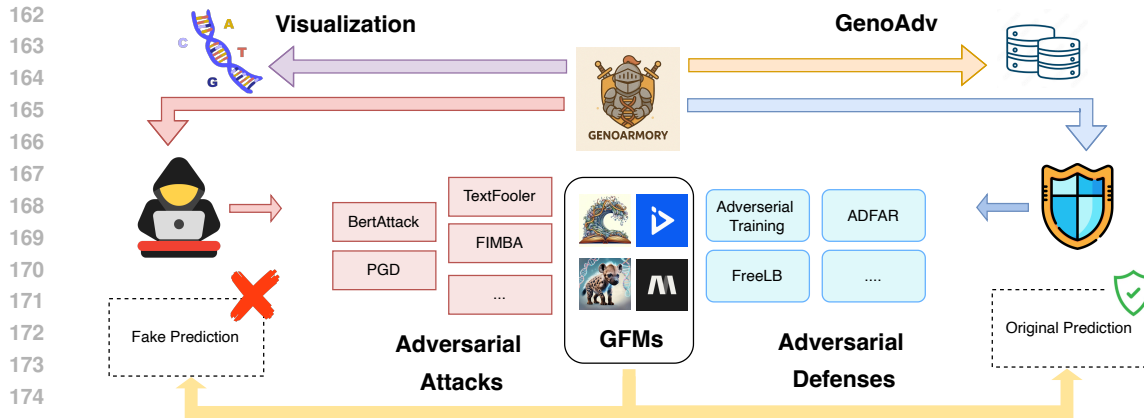 162
163
164
165
166
167
168
169
170
171
172
173
174
Visualization
GenoAdv
C
A
T
G
GENOARMORY
TextFooler
BertAttack
FIMBA
PGD
...
Adverserial
Training
ADFAR
FreeLB
....
Fake Prediction
Adversarial
Attacks
GFMs
Adversarial
Defenses
Original Prediction